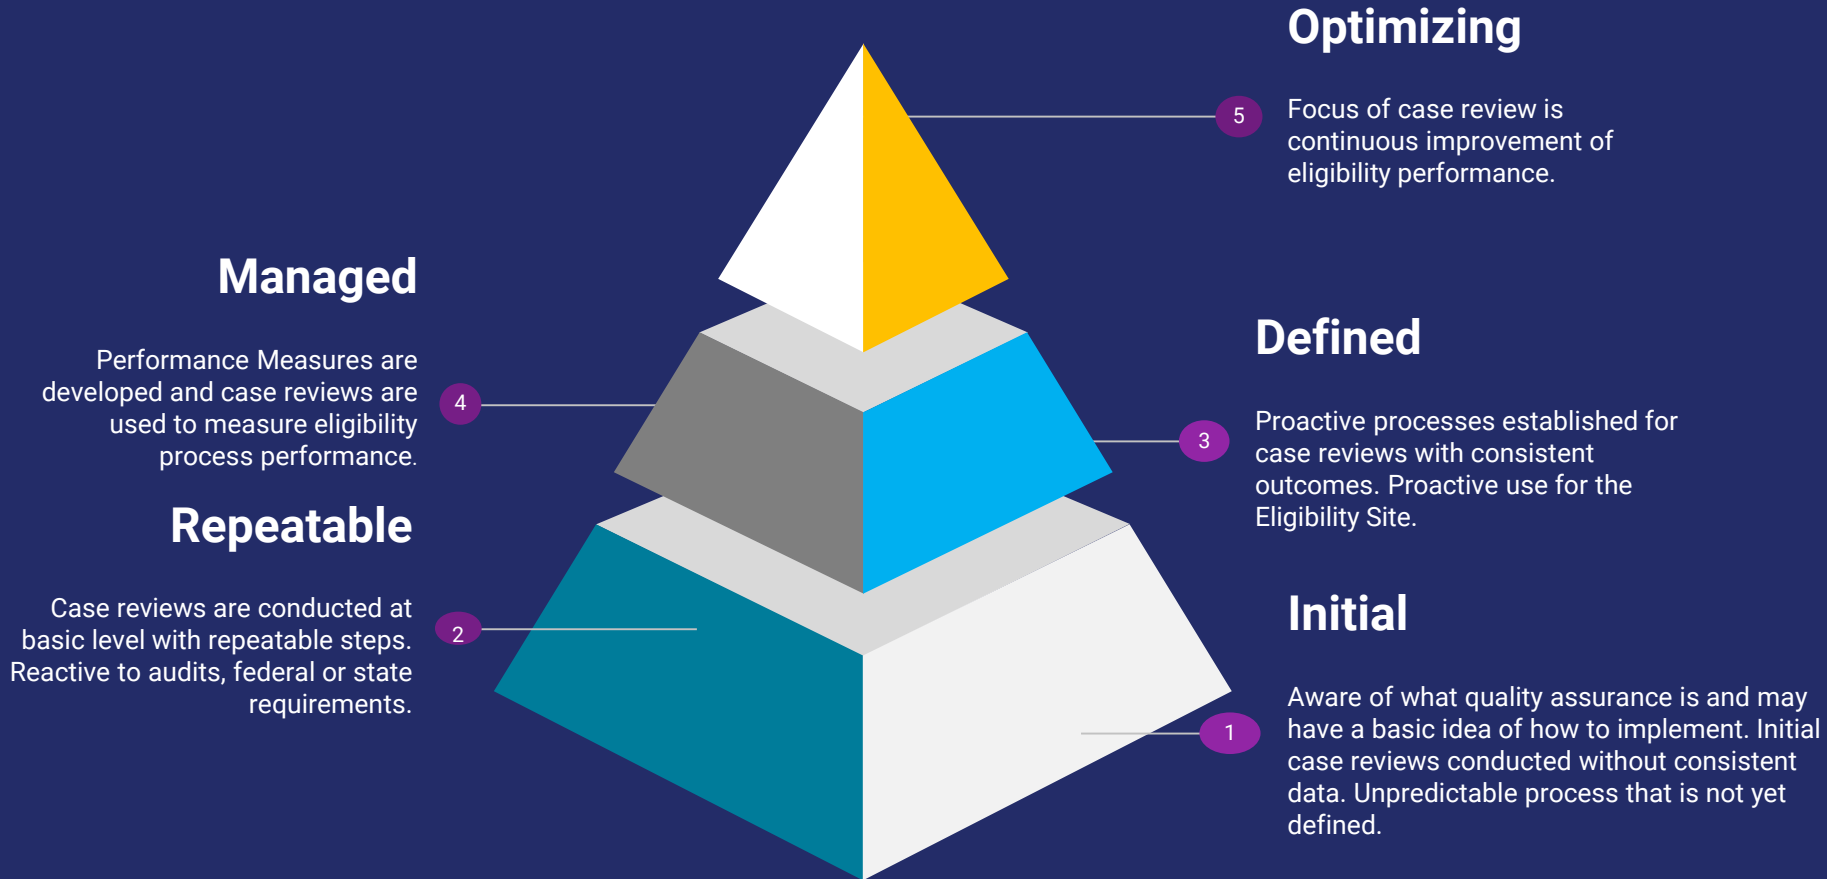 Optimizing
5
Focus of case review is
continuous improvement of
eligibility performance.
Managed
Performance Measures are
developed and case reviews are
used to measure eligibility
process performance.
4
Defined
3
Proactive processes established for
case reviews with consistent
outcomes. Proactive use for the
Eligibility Site.
Repeatable
Case reviews are conducted at
basic level with repeatable steps.
Reactive to audits, federal or state
requirements.
2
Initial
1
Aware of what quality assurance is and may
have a basic idea of how to implement. Initial
case reviews conducted without consistent
data. Unpredictable process that is not yet
defined.